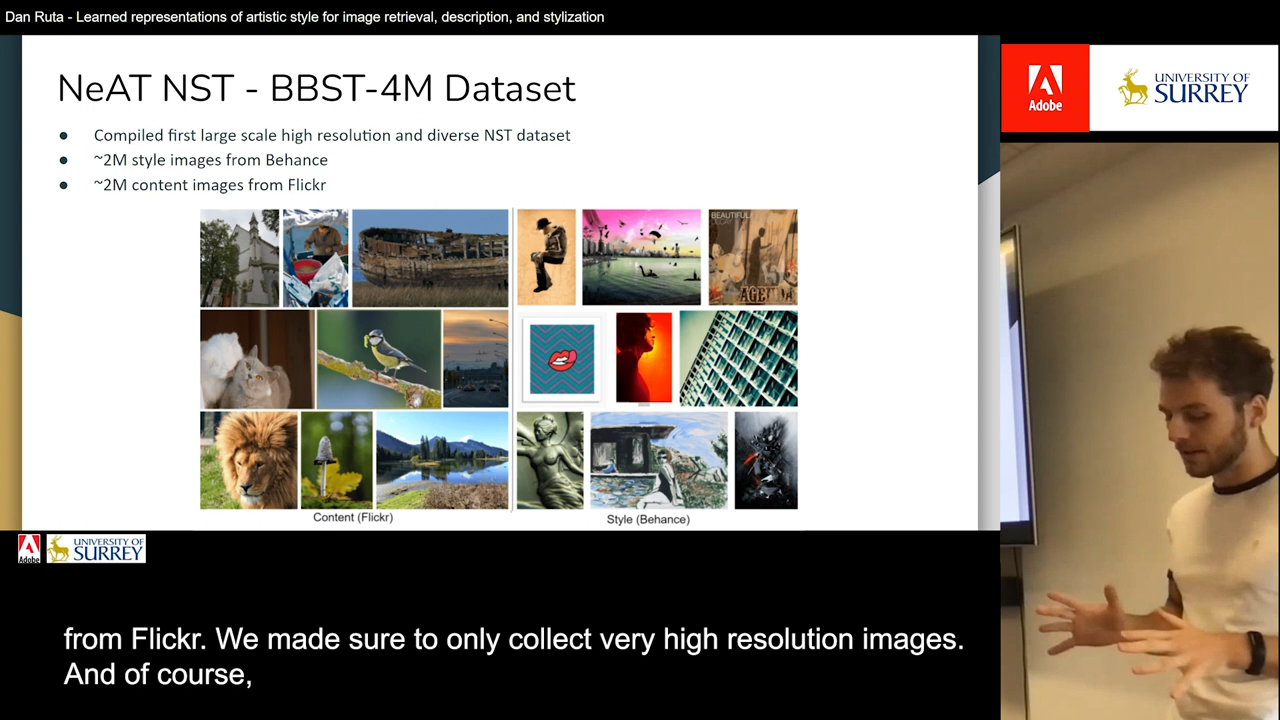 Dan Ruta - Learned representations of artistic style for image retrieval, description, and stylization
NeAT NST - BBST-4M Dataset
● Compiled first large scale high resolution and diverse NST dataset
● ~2M style images from Behance
● ~2M content images from Flickr
BEAUTIFUL/
DECAY
Content (Flickr)
Style (Behance)
Adobe
UNIVERSITY OF
SURREY
Adobe
UNIVERSITY OF
SURREY
from Flickr. We made sure to only collect very high resolution images.
And of course,